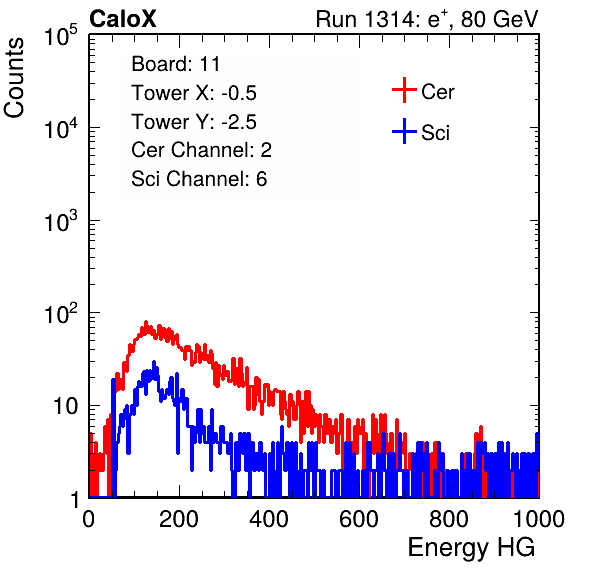 CaloX Run 1314: e+, 80 GeV
Counts
Board: 11
Tower X: -0.5
Tower Y: -2.5
Cer Channel: 2
Sci Channel: 6
Cer
Sci
10^5
10^4
10^3
10^2
10
1
0 200 400 600 800 1000
Energy HG